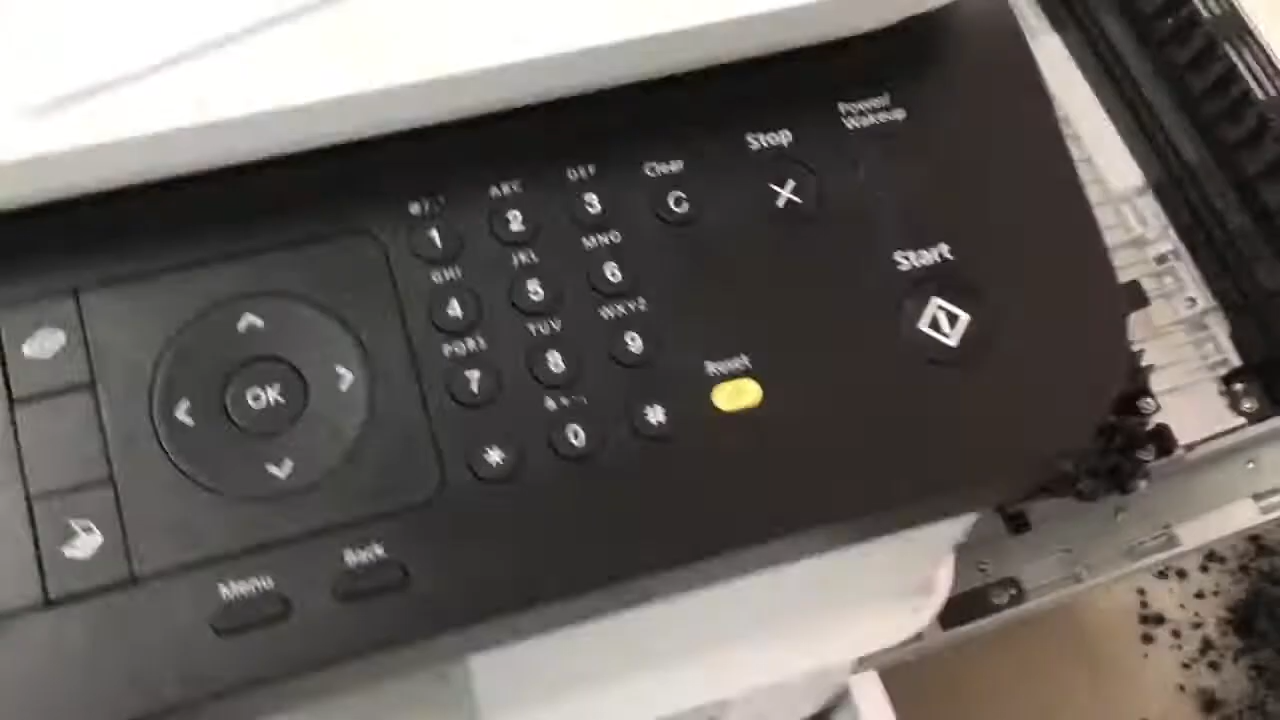 Power/
Wakeup
Stop
Clear
C
DEF
3
ABC
2
1
Start
MNO
6
JKL
5
GHI
4
WXYZ
9
TUV
8
PQRS
7
Reset
#
0
*
OK
Back
Menu